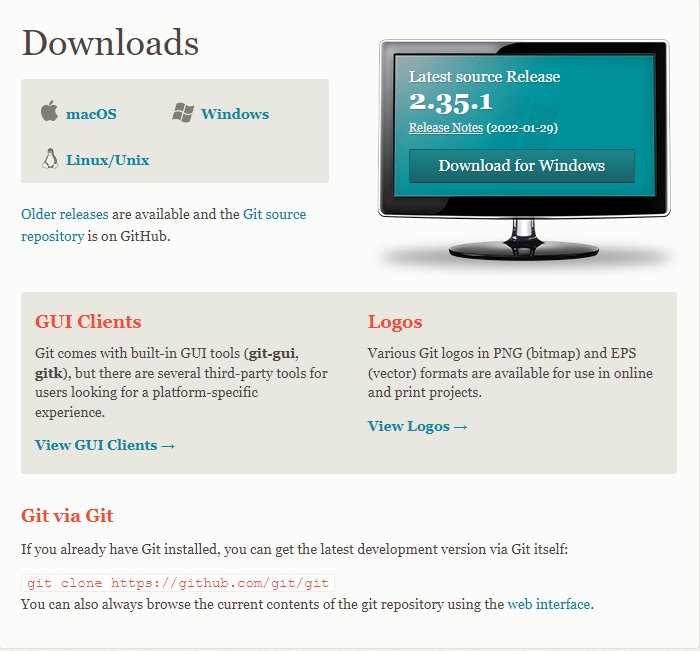 Downloads
macOS
Windows
Linux/Unix
Older releases are available and the Git source
repository is on GitHub.
Latest source Release
2.35.1
Release Notes (2022-01-29)
Download for Windows
GUI Clients
Git comes with built-in GUI tools (git-gui,
gitk), but there are several third-party tools for
users looking for a platform-specific
experience.
View GUI Clients →
Logos
Various Git logos in PNG (bitmap) and EPS
(vector) formats are available for use in online
and print projects.
View Logos →
Git via Git
If you already have Git installed, you can get the latest development version via Git itself:
git clone https://github.com/git/git
You can also always browse the current contents of the git repository using the web interface.